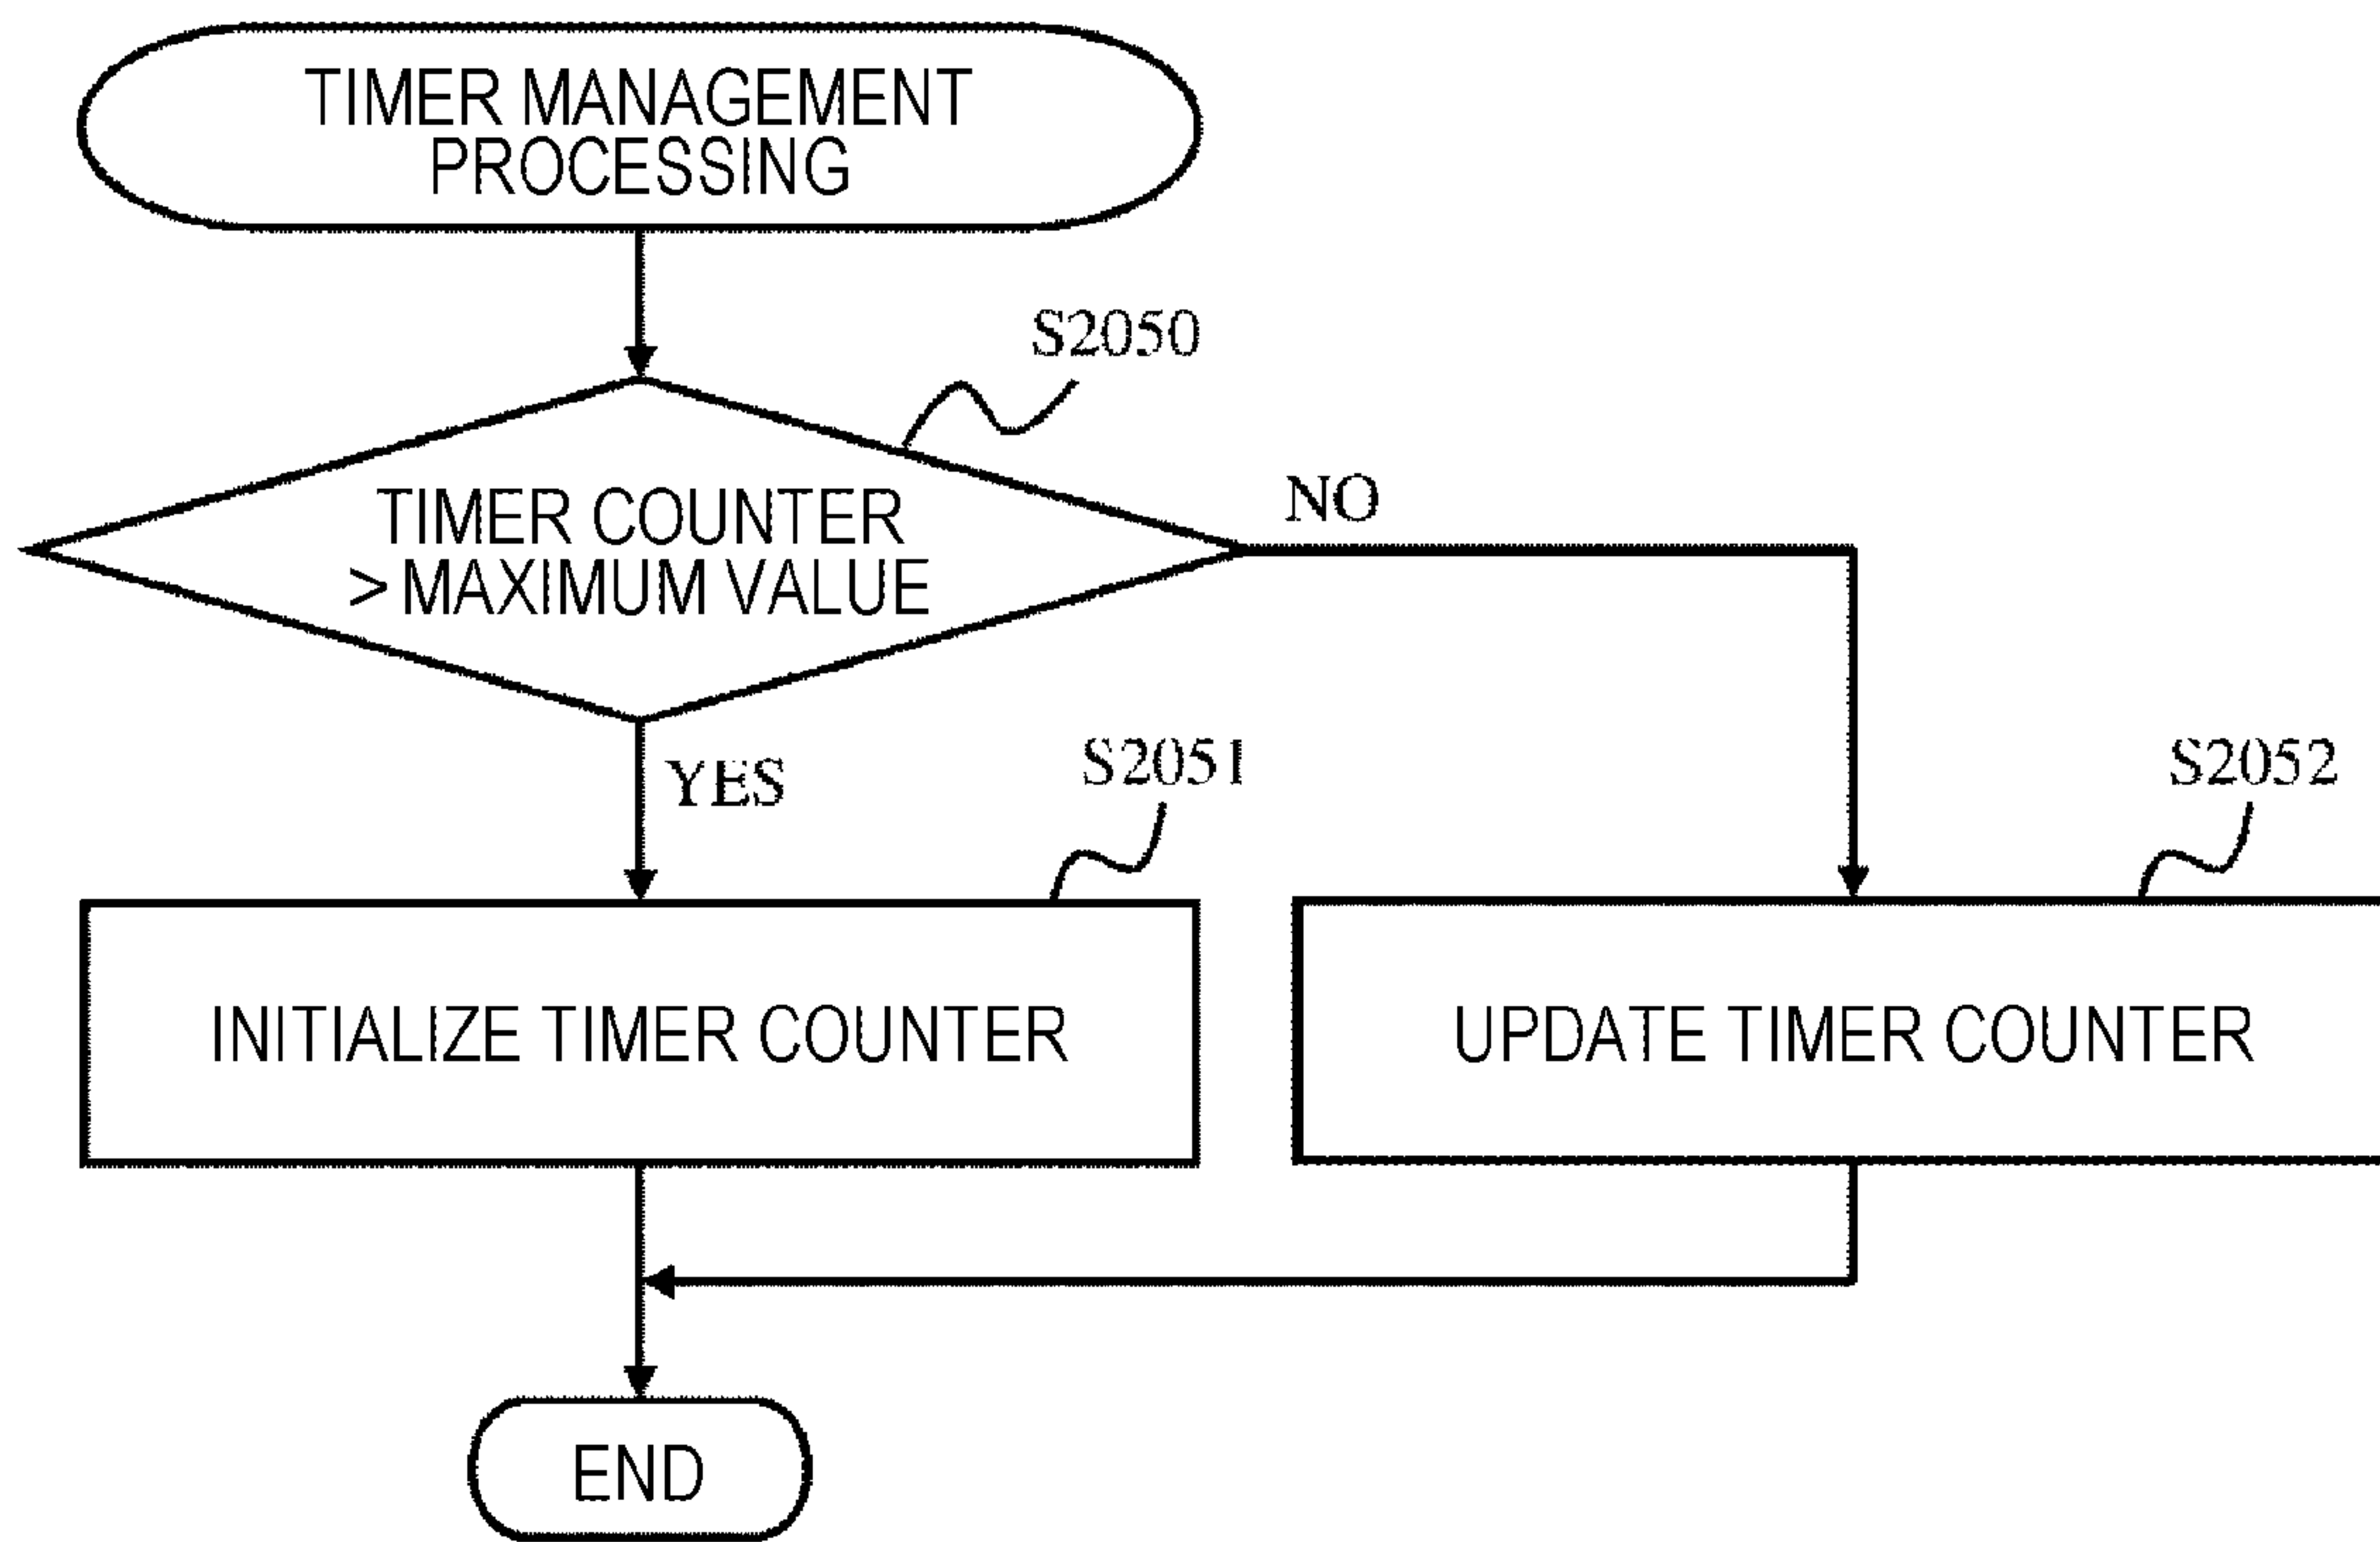 TIMER MANAGEMENT
PROCESSING
S2050
TIMER COUNTER
> MAXIMUM VALUE
NO
YES
S2051
S2052
INITIALIZE TIMER COUNTER
UPDATE TIMER COUNTER
END